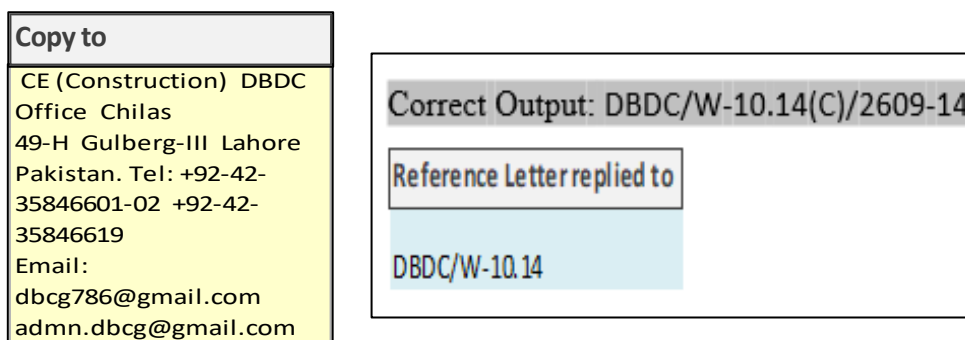 Copy to
CE (Construction) DBDC
Office Chilas
49-H Gulberg-III Lahore
Pakistan. Tel: +92-42-
35846601-02 +92-42-
35846619
Email:
dbcg786@gmail.com
admn.dbcg@gmail.com
Correct Output: DBDC/W-10.14(C)/2609-14
Reference Letter replied to
DBDC/W-10.14